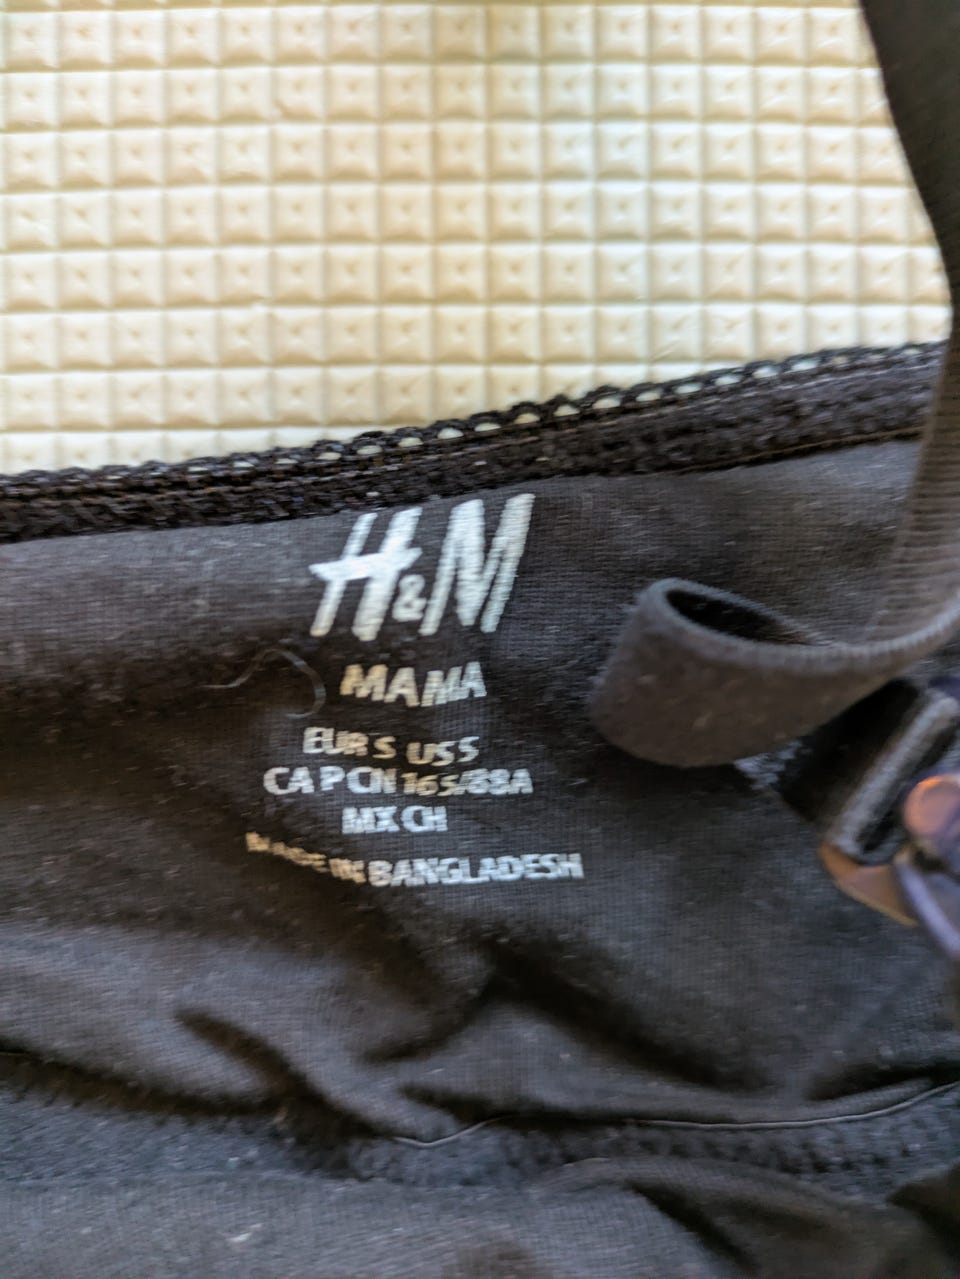 H&M
MAMA
EUR S US S
CA P CN 165/88A
MX CH
MADE IN BANGLADESH